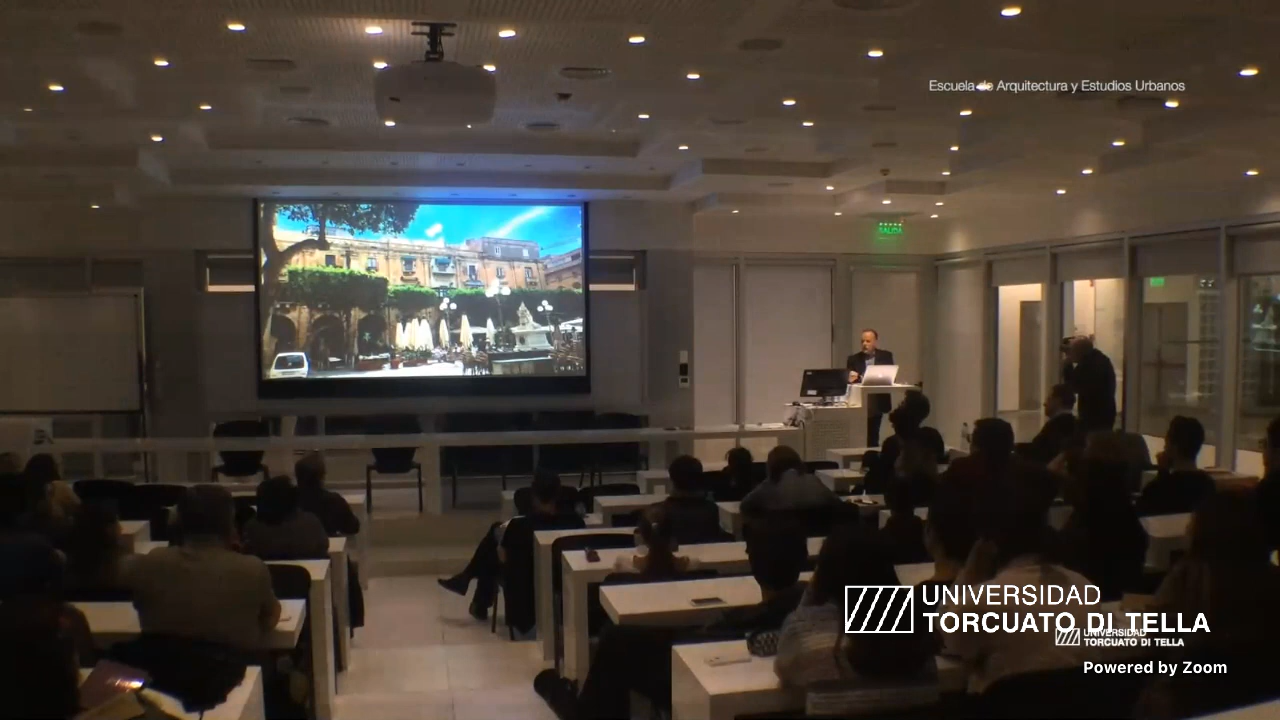 Escuela de Arquitectura y Estudios Urbanos
SALIDA
UNIVERSIDAD
TORCUATO DI TELLA
UNIVERSIDAD
TORCUATO DI TELLA
Powered by Zoom